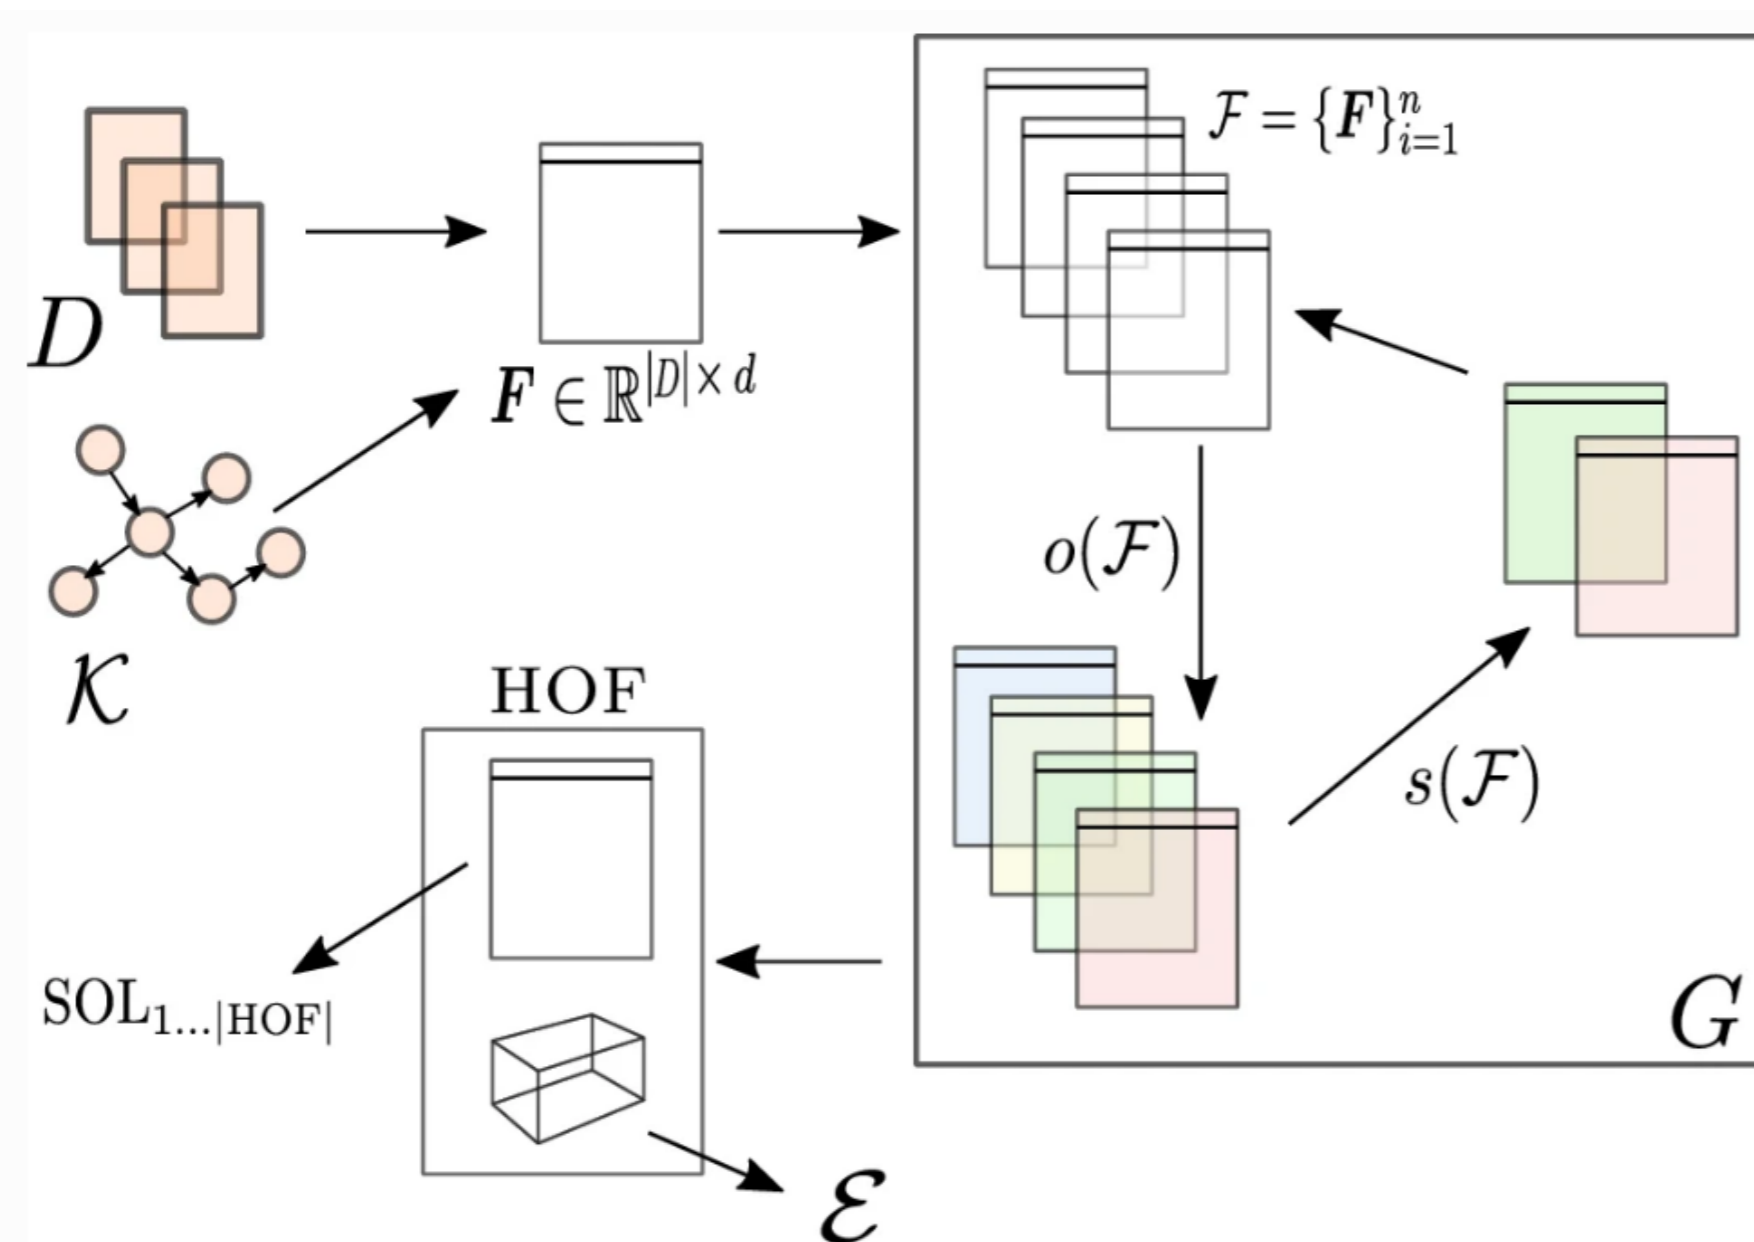 D
𝑭 ∈ ℝ^{|D| × d}
𝒦
ℱ = {𝑭}_{i=1}^{n}
o(ℱ)
s(ℱ)
G
HOF
SOL_{1…|HOF|}
ℰ